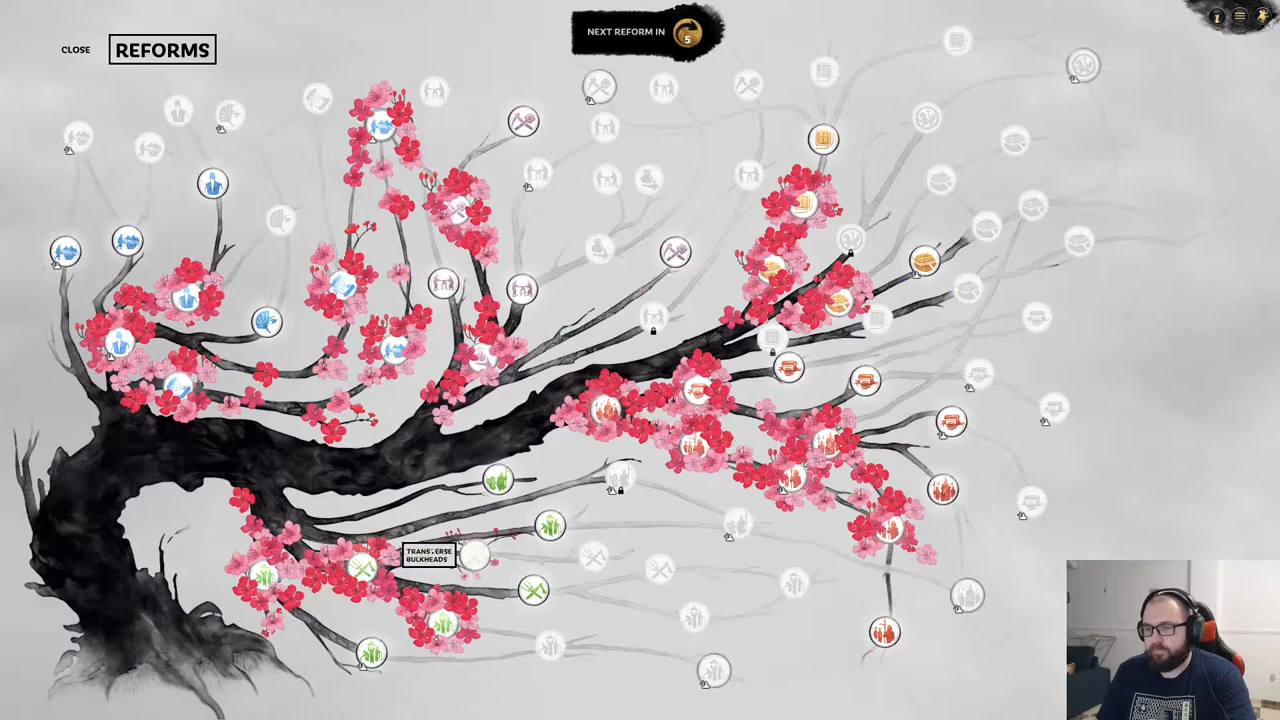 CLOSE
REFORMS
NEXT REFORM IN
5
TRANSVERSE
BULKHEADS